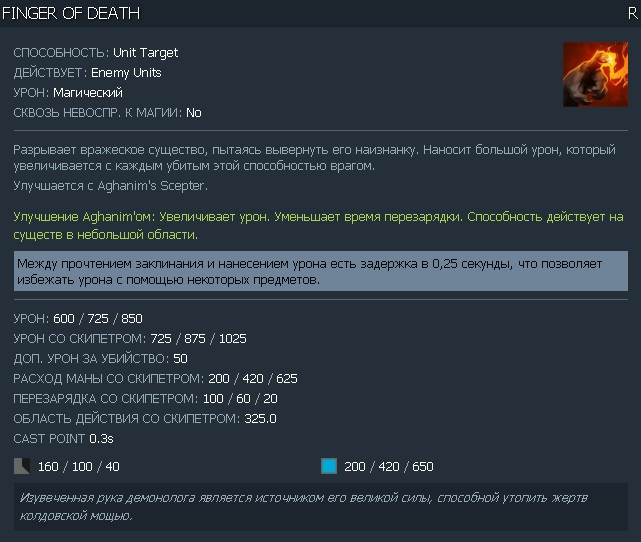 FINGER OF DEATH R
СПОСОБНОСТЬ: Unit Target
ДЕЙСТВУЕТ: Enemy Units
УРОН: Магический
СКВОЗЬ НЕВОСПР. К МАГИИ: No
Разрывает вражеское существо, пытаясь вывернуть его наизнанку. Наносит большой урон, который
увеличивается с каждым убитым этой способностью врагом.
Улучшается с Aghanim's Scepter.
Улучшение Aghanim'ом: Увеличивает урон. Уменьшает время перезарядки. Способность действует на
существ в небольшой области.
Между прочтением заклинания и нанесением урона есть задержка в 0,25 секунды, что позволяет
избежать урона с помощью некоторых предметов.
УРОН: 600 / 725 / 850
УРОН СО СКИПЕТРОМ: 725 / 875 / 1025
ДОП. УРОН ЗА УБИЙСТВО: 50
РАСХОД МАНЫ СО СКИПЕТРОМ: 200 / 420 / 625
ПЕРЕЗАРЯДКА СО СКИПЕТРОМ: 100 / 60 / 20
ОБЛАСТЬ ДЕЙСТВИЯ СО СКИПЕТРОМ: 325.0
CAST POINT 0.3s
160 / 100 / 40 200 / 420 / 650
Изувеченная рука демонолога является источником его великой силы, способной утопить жертв
колдовской мощью.